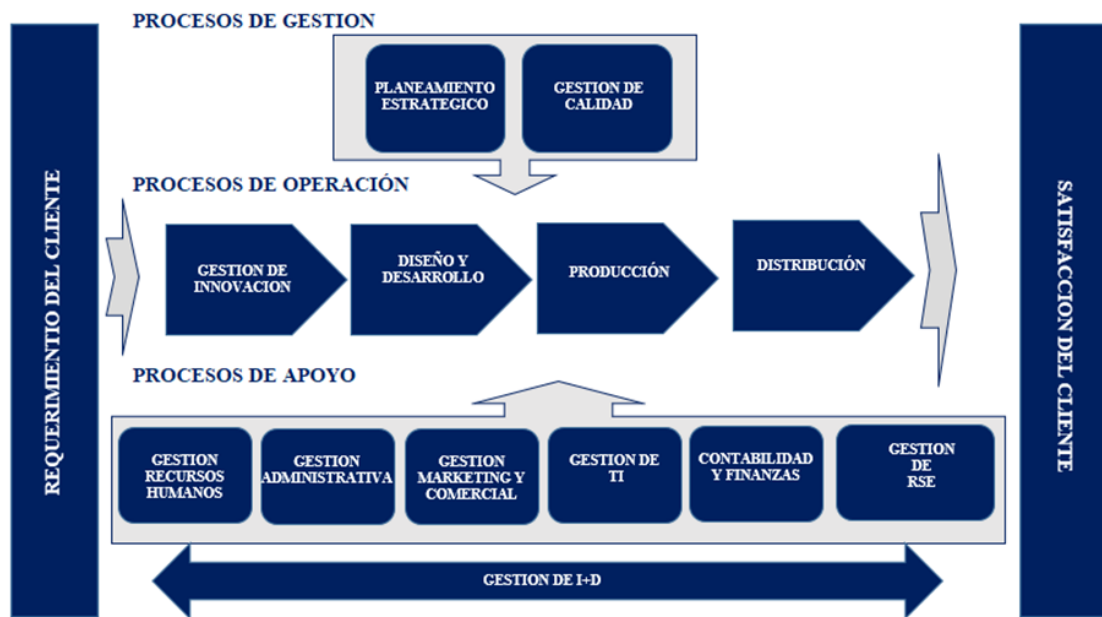 REQUERIMIENTO DEL CLIENTE
PROCESOS DE GESTION
PLANEAMIENTO
ESTRATEGICO
GESTION DE
CALIDAD
PROCESOS DE OPERACIÓN
GESTION DE
INNOVACION
DISEÑO Y
DESARROLLO
PRODUCCIÓN
DISTRIBUCIÓN
PROCESOS DE APOYO
GESTION
RECURSOS
HUMANOS
GESTION
ADMINISTRATIVA
GESTION
MARKETING Y
COMERCIAL
GESTION DE
TI
CONTABILIDAD
Y FINANZAS
GESTION
DE
RSE
GESTION DE I+D
SATISFACCION DEL CLIENTE